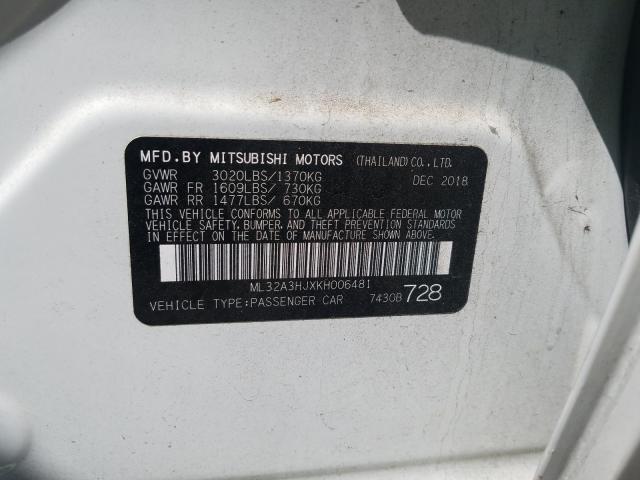 MFD.BY MITSUBISHI MOTORS (THAILAND) CO., LTD.
GVWR 3020LBS/1370KG DEC 2018
GAWR FR 1609LBS/ 730KG
GAWR RR 1477LBS/ 670KG
THIS VEHICLE CONFORMS TO ALL APPLICABLE FEDERAL MOTOR
VEHICLE SAFETY, BUMPER, AND THEFT PREVENTION STANDARDS
IN EFFECT ON THE DATE OF MANUFACTURE SHOWN ABOVE.
ML32A3HJXKH006481
VEHICLE TYPE:PASSENGER CAR 7430B 728